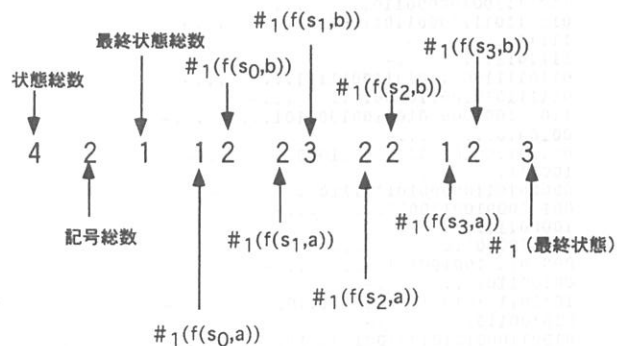 #₁(f(s₁,b))
最終状態総数
#₁(f(s₃,b))
#₁(f(s₀,b))
状態総数
#₁(f(s₂,b))
4 2 1 1 2 2 3 2 2 1 2 3
記号総数
#₁(f(s₁,a))
#₁(f(s₃,a))
#₁(最終状態)
#₁(f(s₂,a))
#₁(f(s₀,a))